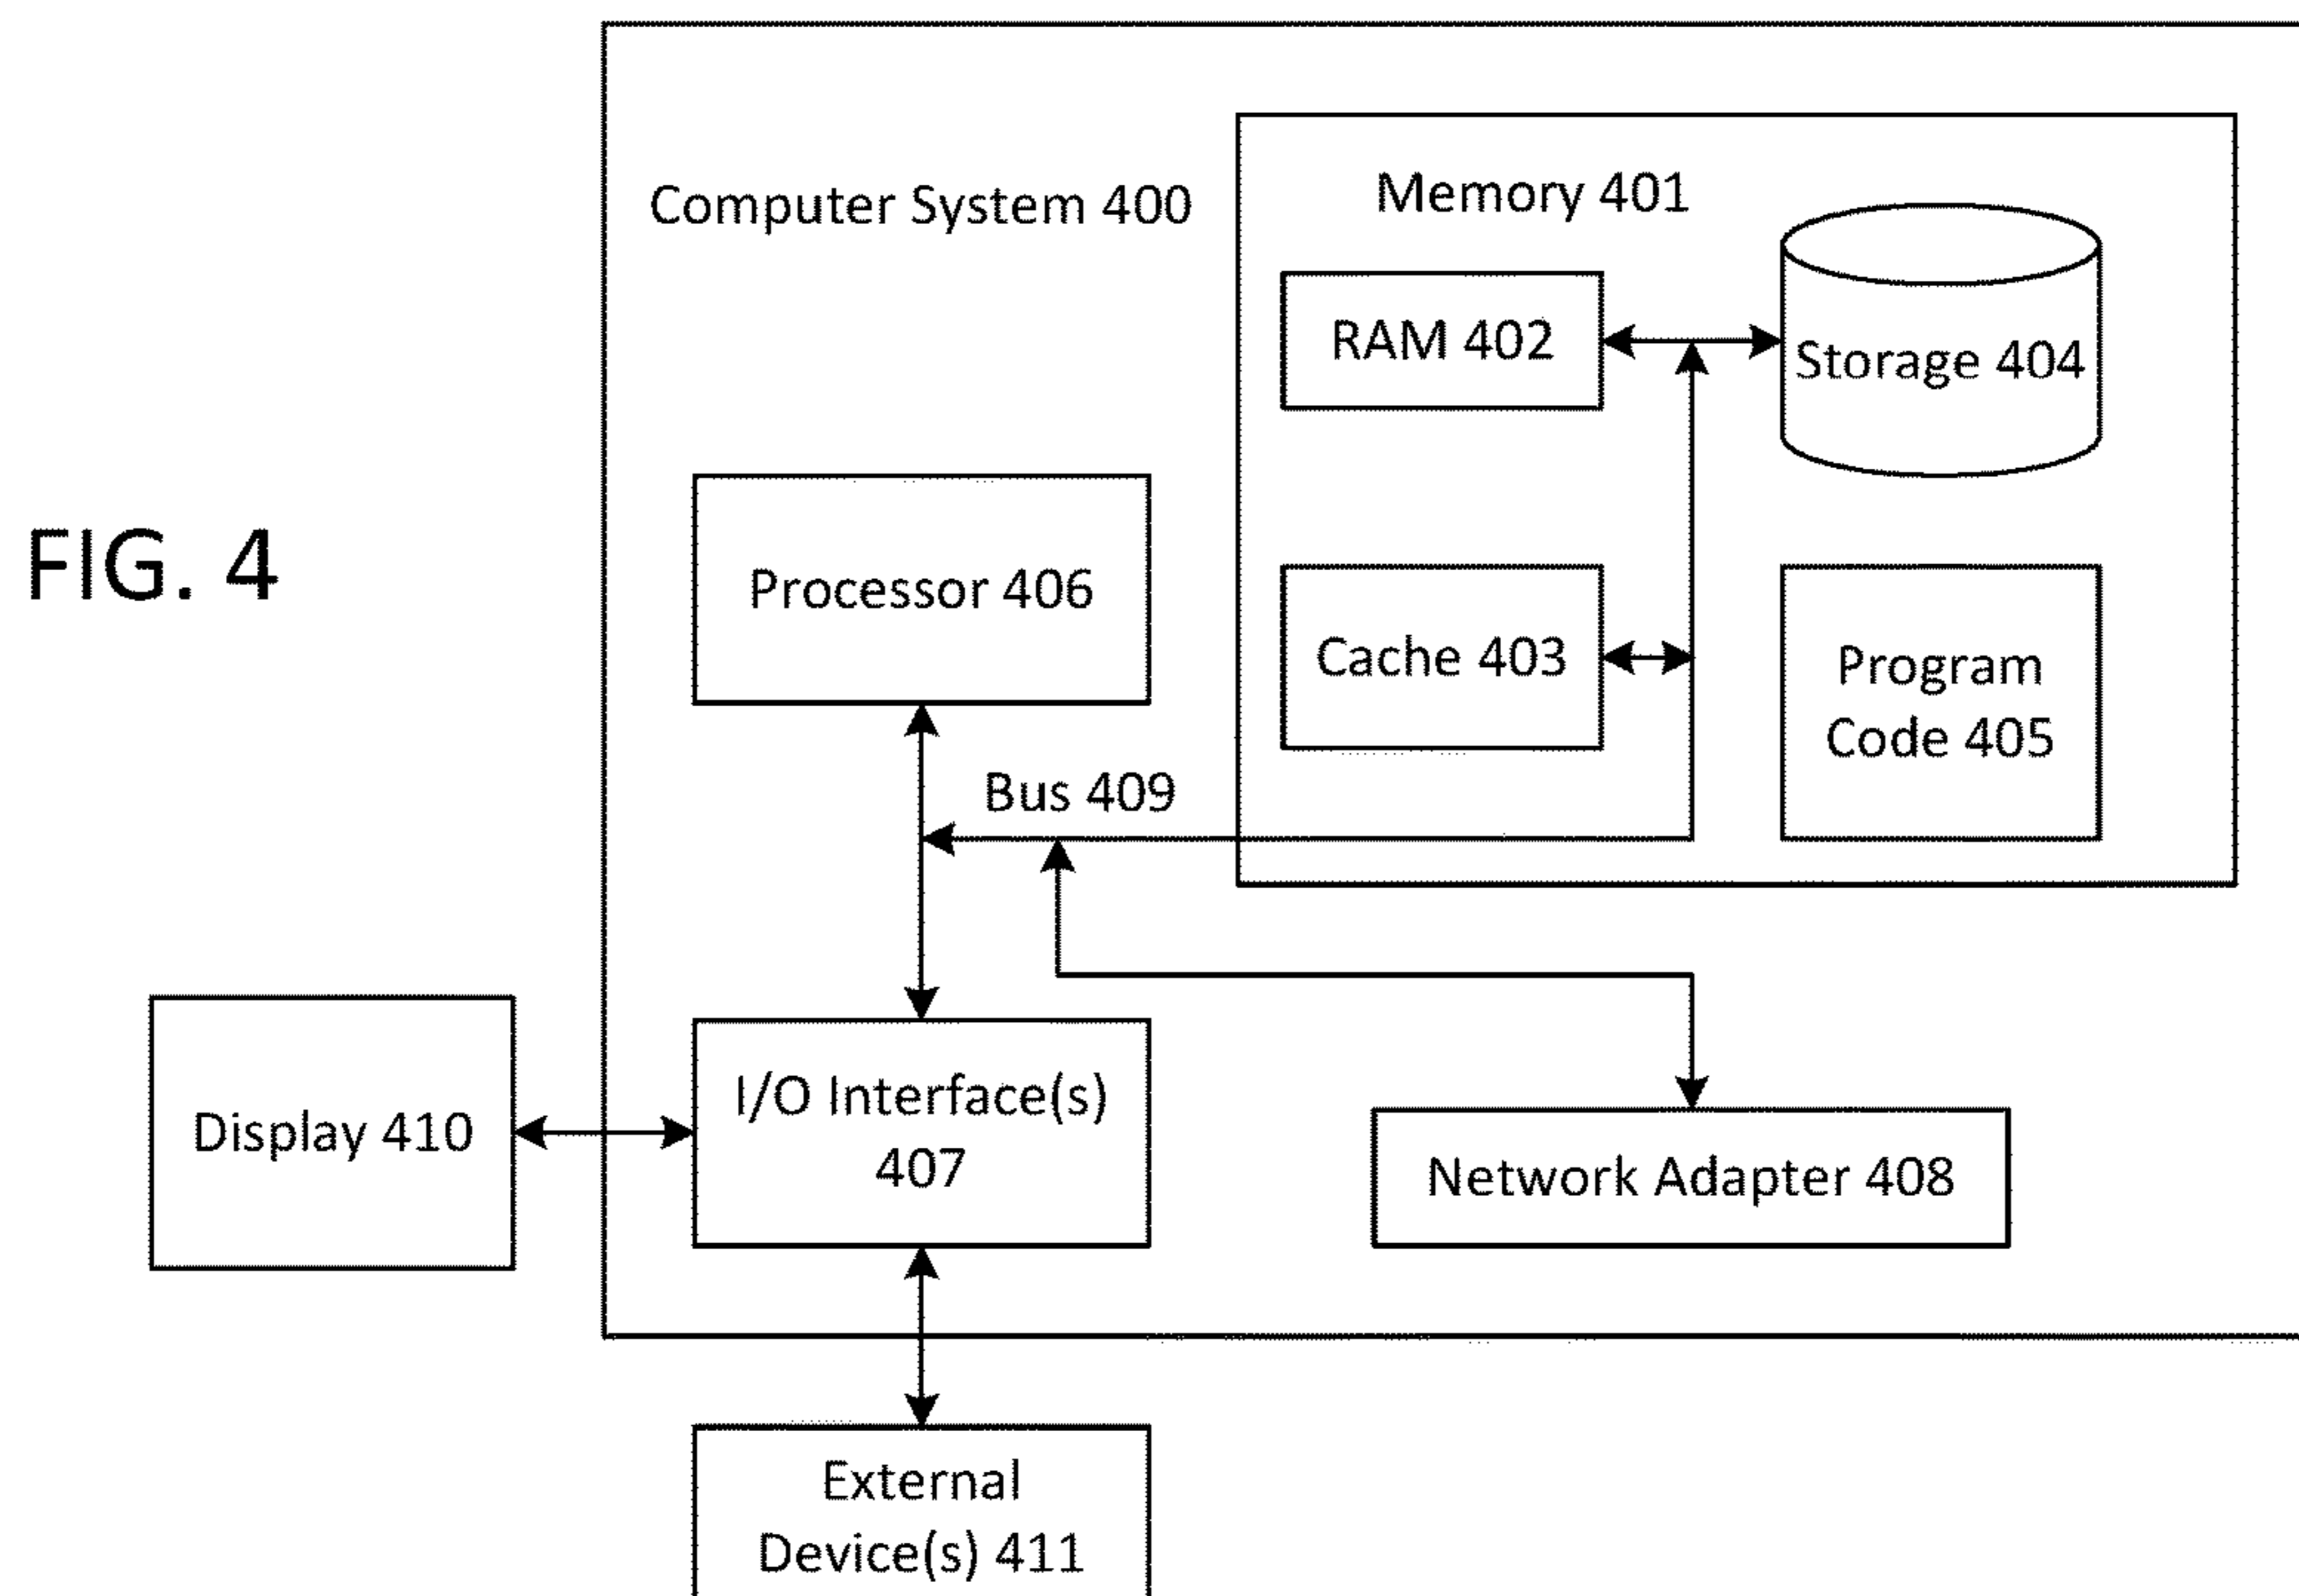 FIG. 4
Computer System 400
Memory 401
RAM 402
Storage 404
Processor 406
Cache 403
Program
Code 405
Bus 409
Display 410
I/O Interface(s)
407
Network Adapter 408
External
Device(s) 411